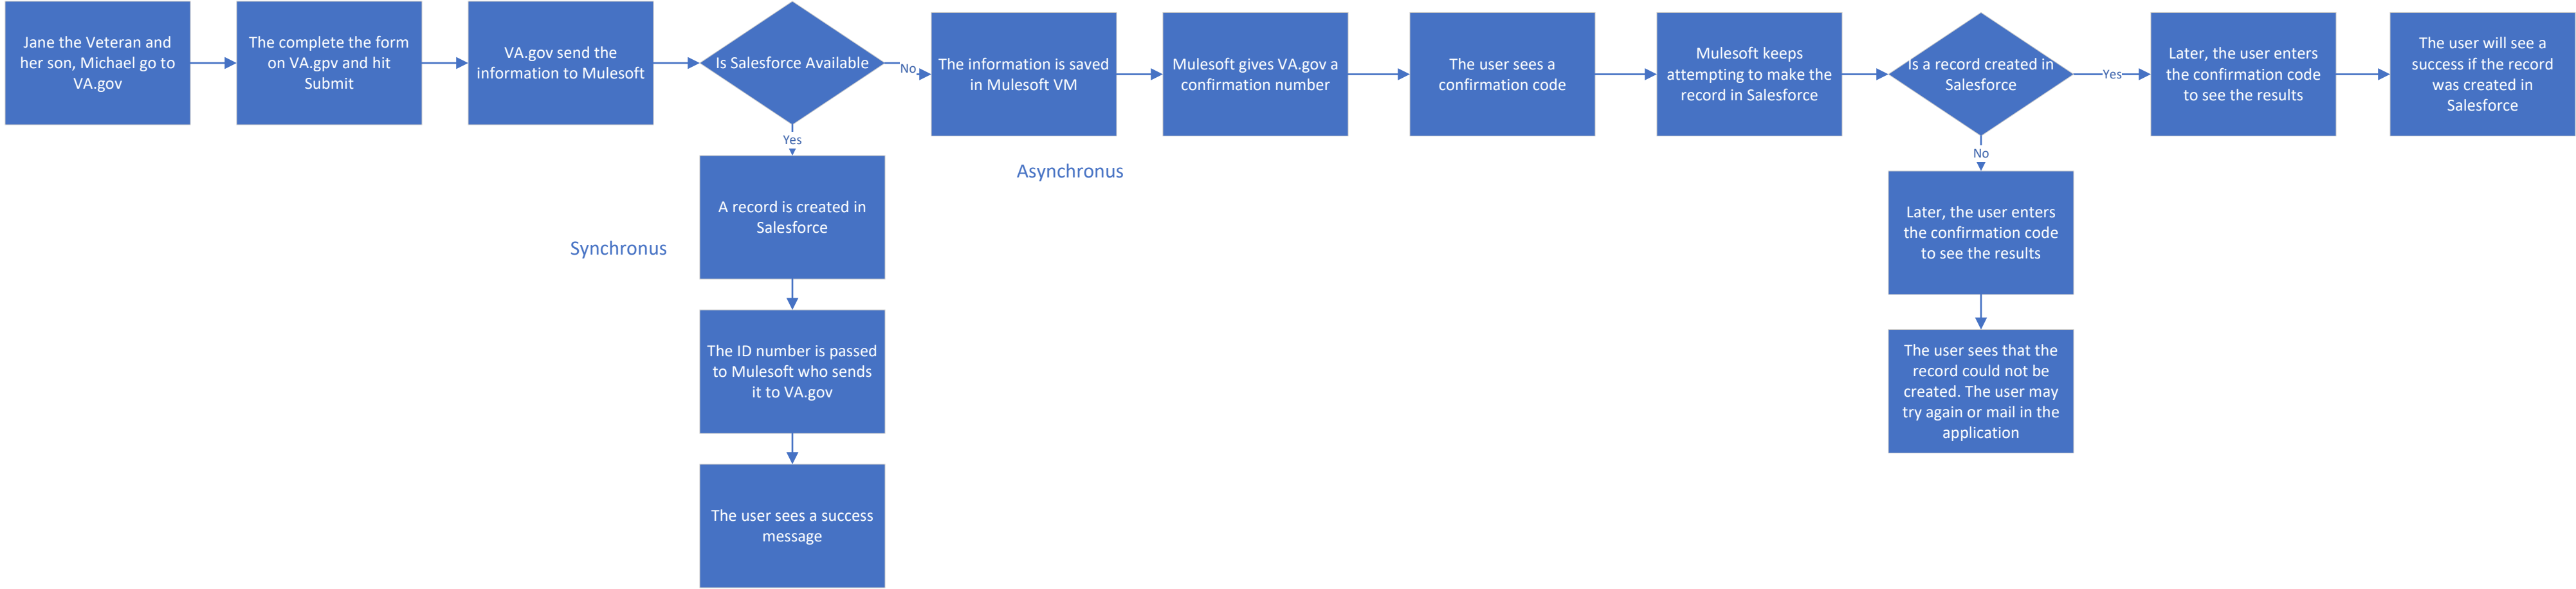 Jane the Veteran and
her son, Michael go to
VA.gov
The complete the form
on VA.gpv and hit
Submit
VA.gov send the
information to Mulesoft
Is Salesforce Available
No
The information is saved
in Mulesoft VM
Mulesoft gives VA.gov a
confirmation number
The user sees a
confirmation code
Mulesoft keeps
attempting to make the
record in Salesforce
Is a record created in
Salesforce
Yes
Later, the user enters
the confirmation code
to see the results
The user will see a
success if the record
was created in
Salesforce
Yes
A record is created in
Salesforce
Synchronus
Asynchronus
The ID number is passed
to Mulesoft who sends
it to VA.gov
The user sees a success
message
No
Later, the user enters
the confirmation code
to see the results
The user sees that the
record could not be
created. The user may
try again or mail in the
application